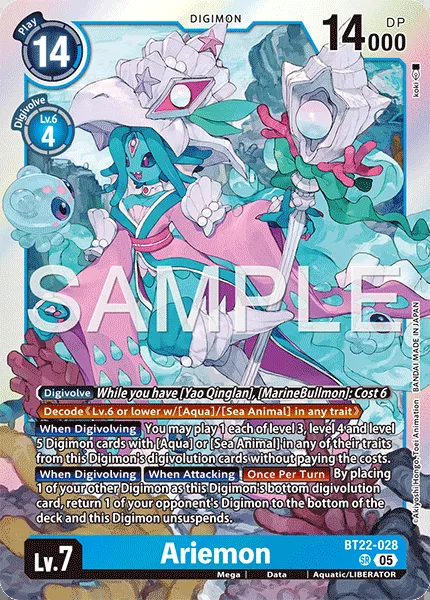 DIGIMON
Play
14
14000
DP
Digivolve
Lv.6
4
koki
SAMPLE
Digivolve While you have [Yao Qinglan], [MarineBullmon]: Cost 6
Decode《Lv.6 or lower w/[Aqua]/[Sea Animal] in any trait》
When Digivolving You may play 1 each of level 3, level 4 and
level 5 Digimon cards with [Aqua] or [Sea Animal] in any of their traits
from this Digimon's digivolution cards without paying the costs.
When Digivolving When Attacking Once Per Turn By placing
1 of your other Digimon as this Digimon's bottom digivolution
card, return 1 of your opponent's Digimon to the bottom of the
deck and this Digimon unsuspends.
©Akiyoshi Hongo, Toei Animation BANDAI MADE IN JAPAN
Lv.7
Ariemon
BT22-028
SR 05
Mega
Data
Aquatic/LIBERATOR